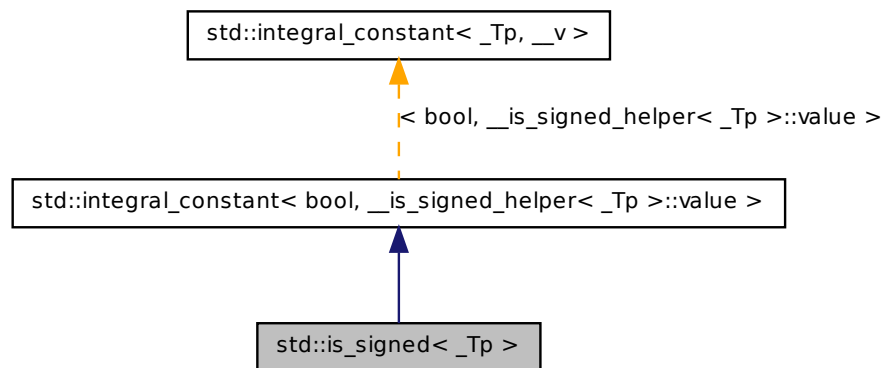 std::integral_constant< _Tp, __v >
< bool, __is_signed_helper< _Tp >::value >
std::integral_constant< bool, __is_signed_helper< _Tp >::value >
std::is_signed< _Tp >